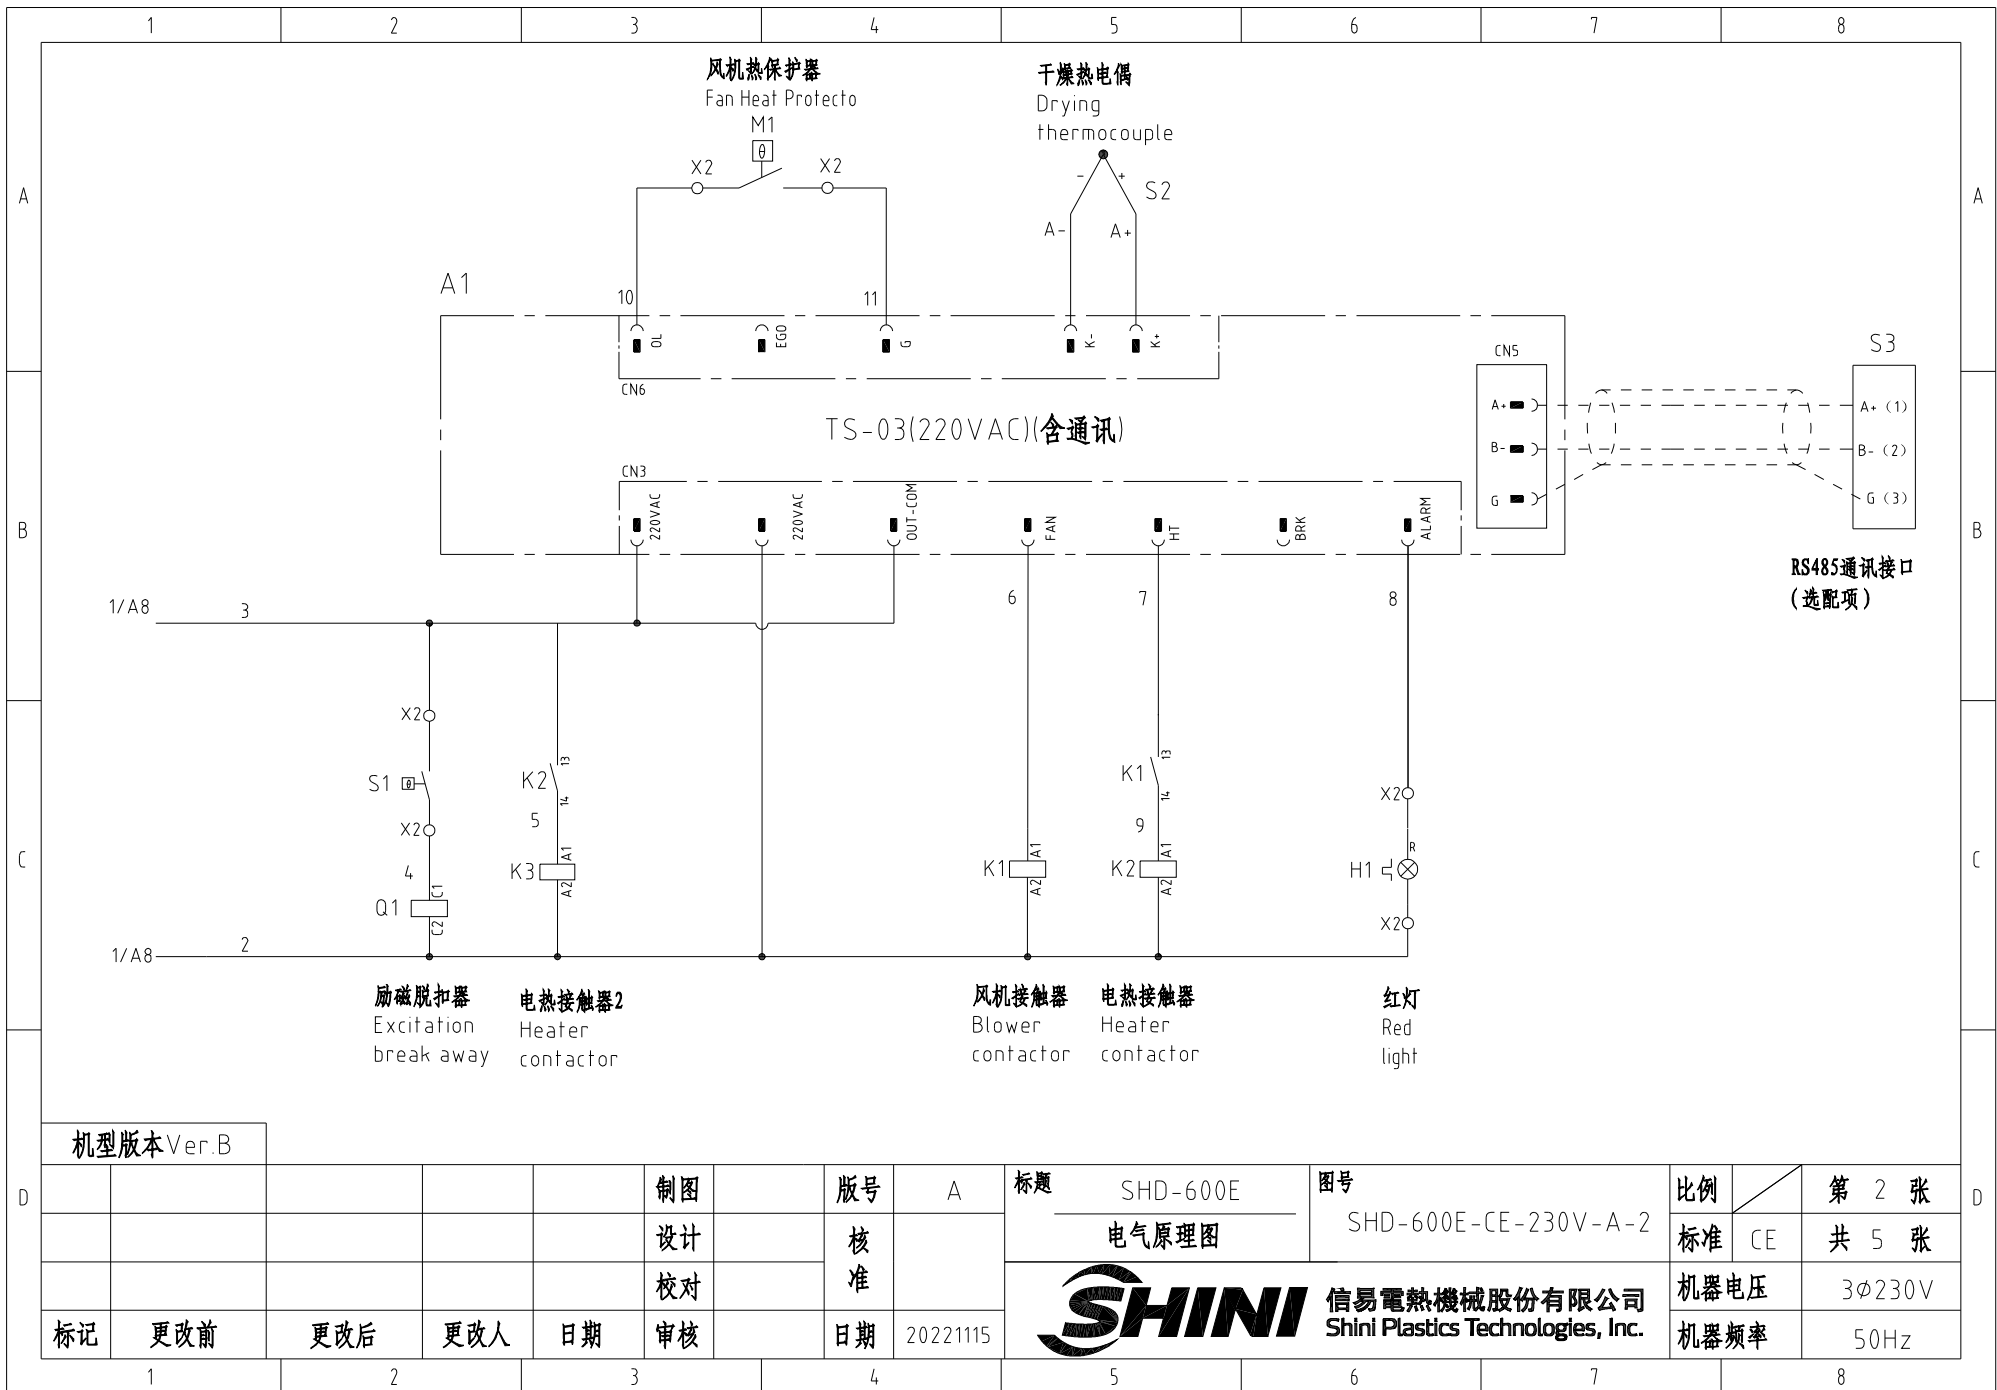 1 2 3 4 5 6 7 8
风机热保护器
Fan Heat Protecto
M1
θ
X2 X2
干燥热电偶
Drying
thermocouple
- +
S2
A- A+
A A
A1
10 11
OL EGO G K- K+
CN6
CN5
S3
A+ A+ (1)
B- B- (2)
G G (3)
TS-03(220VAC)(含通讯)
CN3
220VAC 220VAC OUT-COM FAN HT BRK ALARM
B B
RS485通讯接口
(选配项)
1/A8 3
6 7 8
X2
S1 θ
X2
4
Q1 C1
C2
K2 13
14
5
K3 A1
A2
K1 A1
A2
K1 13
14
9
K2 A1
A2
X2
R
H1
X2
C C
1/A8 2
励磁脱扣器
Excitation
break away
电热接触器2
Heater
contactor
风机接触器
Blower
contactor
电热接触器
Heater
contactor
红灯
Red
light
机型版本Ver.B
D D
制图 版号 A
设计 核准
校对
标记 更改前 更改后 更改人 日期 审核 日期 20221115
标题 SHD-600E
电气原理图
图号
SHD-600E-CE-230V-A-2
比例 第 2 张
标准 CE 共 5 张
机器电压 3Φ230V
机器频率 50Hz
SHINI
信易電熱機械股份有限公司
Shini Plastics Technologies, Inc.
1 2 3 4 5 6 7 8